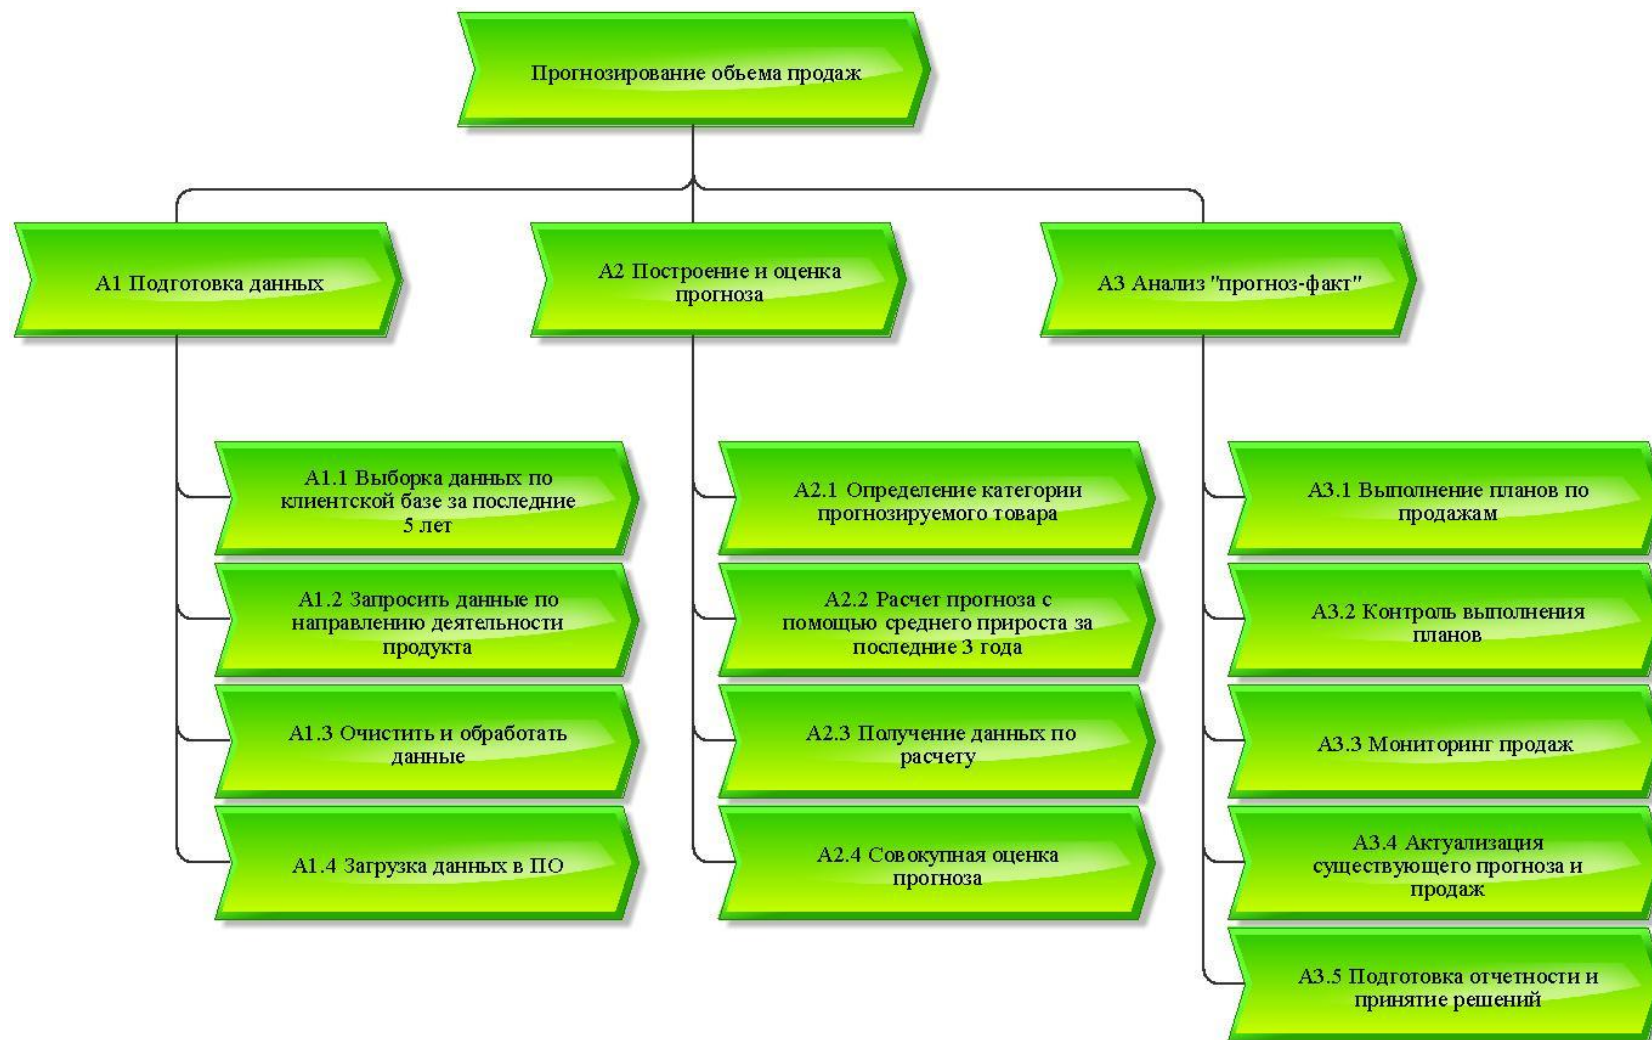 Прогнозирование объема продаж
А1 Подготовка данных
А2 Построение и оценка
прогноза
А3 Анализ "прогноз-факт"
А1.1 Выборка данных по
клиентской базе за последние
5 лет
А1.2 Запросить данные по
направлению деятельности
продукта
А1.3 Очистить и обработать
данные
А1.4 Загрузка данных в ПО
А2.1 Определение категории
прогнозируемого товара
А2.2 Расчет прогноза с
помощью среднего прироста за
последние 3 года
А2.3 Получение данных по
расчету
А2.4 Совокупная оценка
прогноза
А3.1 Выполнение планов по
продажам
А3.2 Контроль выполнения
планов
А3.3 Мониторинг продаж
А3.4 Актуализация
существующего прогноза и
продаж
А3.5 Подготовка отчетности и
принятие решений